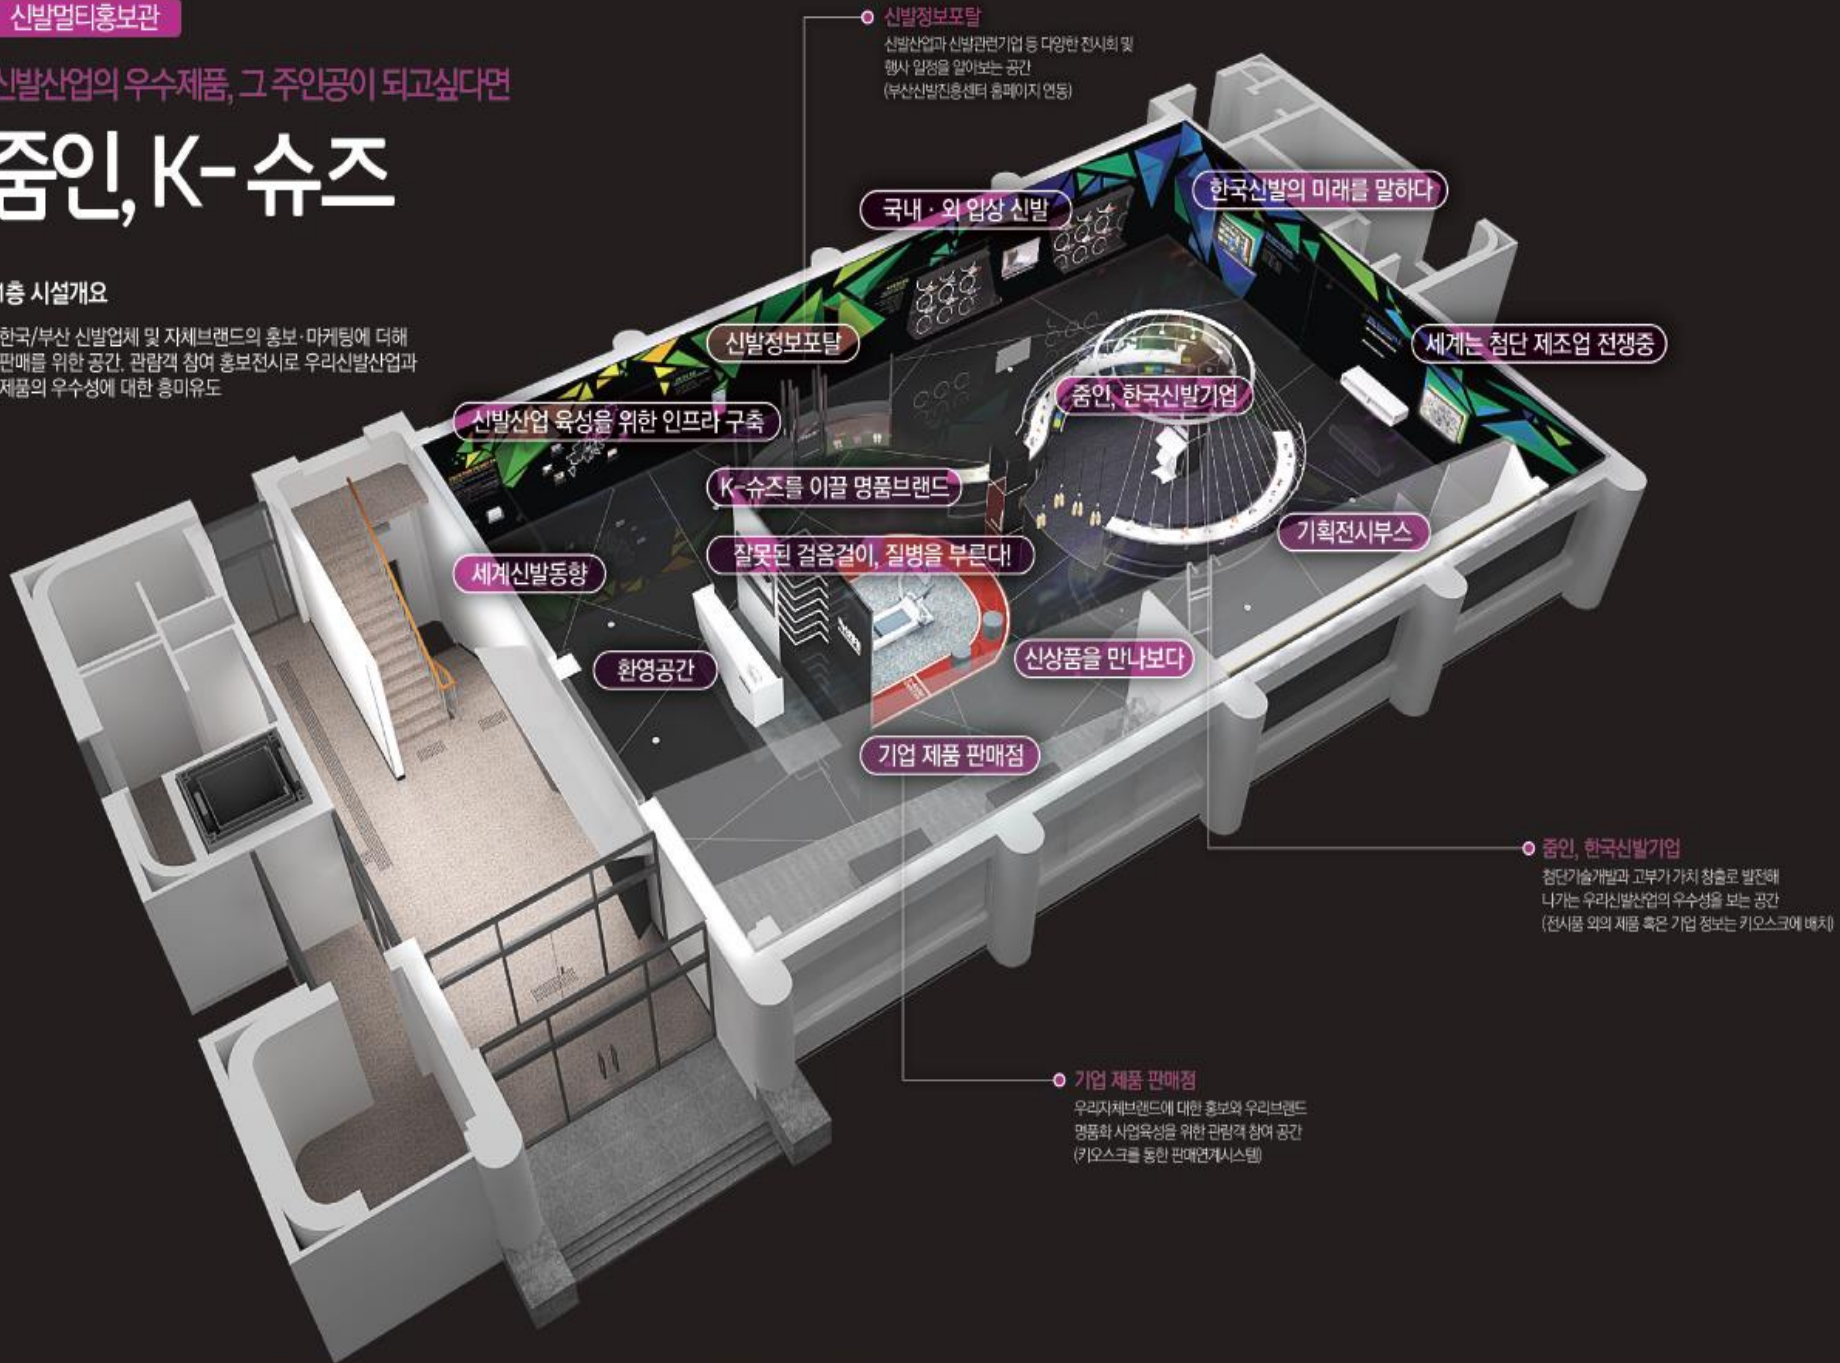 신발멀티홍보관
신발산업의 우수제품, 그 주인공이 되고싶다면
줌인, K-슈즈
1층 시설개요
한국/부산 신발업체 및 자체브랜드의 홍보·마케팅에 더해
판매를 위한 공간. 관람객 참여 홍보전시로 우리신발산업과
제품의 우수성에 대한 흥미유도
신발정보포탈
신발산업과 신발관련기업 등 다양한 전시회 및
행사 일정을 알아보는 공간
(부산신발진흥센터 홈페이지 연동)
국내 · 외 입상 신발
한국신발의 미래를 말하다
신발정보포탈
세계는 첨단 제조업 전쟁중
줌인, 한국신발기업
신발산업 육성을 위한 인프라 구축
K-슈즈를 이끌 명품브랜드
기획전시부스
잘못된 걸음걸이, 질병을 부른다!
세계신발동향
환영공간
신상품을 만나보다
기업 제품 판매점
줌인, 한국신발기업
첨단기술개발과 고부가 가치 창출로 발전해
나가는 우리신발산업의 우수성을 보는 공간
(전시품 외의 제품 혹은 기업 정보는 키오스크에 배치)
기업 제품 판매점
우리자체브랜드에 대한 홍보와 우리브랜드
명품화 사업육성을 위한 관람객 참여 공간
(키오스크를 통한 판매연계시스템)